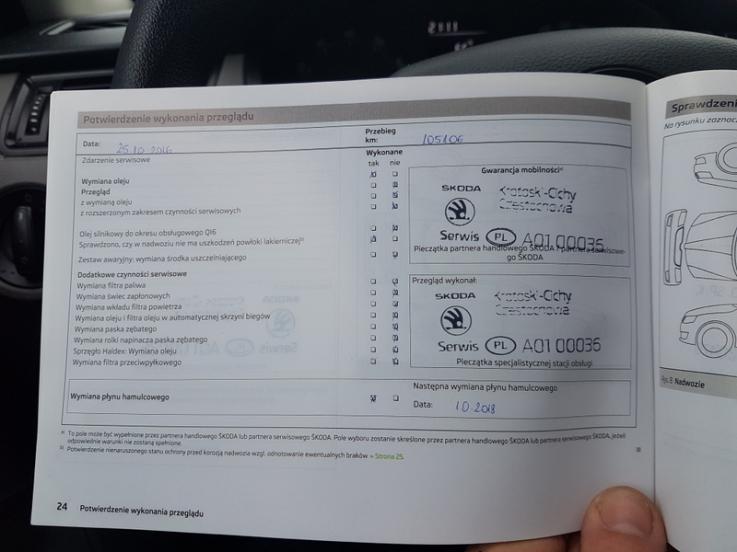 21 11
Potwierdzenie wykonania przeglądu
Data: 25.10.2016
Przebieg km: 105106
Zdarzenie serwisowe
Wykonane
tak nie
Wymiana oleju
Przegląd
z wymianą oleju
z rozszerzonym zakresem czynności serwisowych
Olej silnikowy do okresu obsługowego QI6
Sprawdzono, czy w nadwoziu nie ma uszkodzeń powłoki lakierniczej
Zestaw awaryjny: wymiana środka uszczelniającego
Gwarancja mobilności
ŠKODA
Krotoski-Cichy
Częstochowa
Serwis PL A01 00036
Pieczątka partnera handlowego ŠKODA / partnera serwisowego ŠKODA
Dodatkowe czynności serwisowe
Wymiana filtra paliwa
Wymiana świec zapłonowych
Wymiana wkładu filtra powietrza
Wymiana oleju i filtra oleju w automatycznej skrzyni biegów
Wymiana paska zębatego
Wymiana rolki napinacza paska zębatego
Sprzęgło Haldex: Wymiana oleju
Wymiana filtra przeciwpyłkowego
Przegląd wykonał:
ŠKODA
Krotoski-Cichy
Częstochowa
Serwis PL A01 00036
Pieczątka specjalistycznej stacji obsługi
Wymiana płynu hamulcowego
Następna wymiana płynu hamulcowego
Data: 10.2018
a) To pole może być wypełnione przez partnera handlowego ŠKODA lub partnera serwisowego ŠKODA. Pole wyboru zostanie skreślone przez partnera handlowego ŠKODA lub partnera serwisowego ŠKODA, jeżeli
odpowiednie warunki nie zostaną spełnione.
b) Potwierdzenie nienaruszonego stanu ochrony przed korozją nadwozia wzgl. odnotowanie ewentualnych braków » Strona 25.
24 Potwierdzenie wykonania przeglądu
Sprawdzeni
Na rysunku zaznac
8 Nadwozie